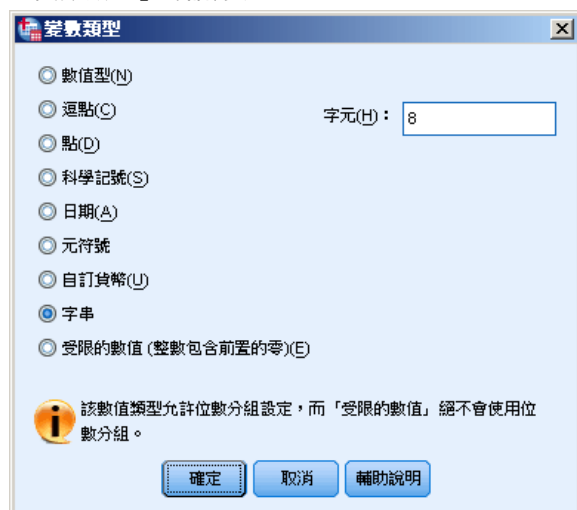 變數類型
數值型(N)
逗點(C)
字元(H)：8
點(D)
科學記號(S)
日期(A)
元符號
自訂貨幣(U)
字串
受限的數值 (整數包含前置的零)(E)
該數值類型允許位數分組設定，而「受限的數值」絕不會使用位
數分組。
確定 取消 輔助說明